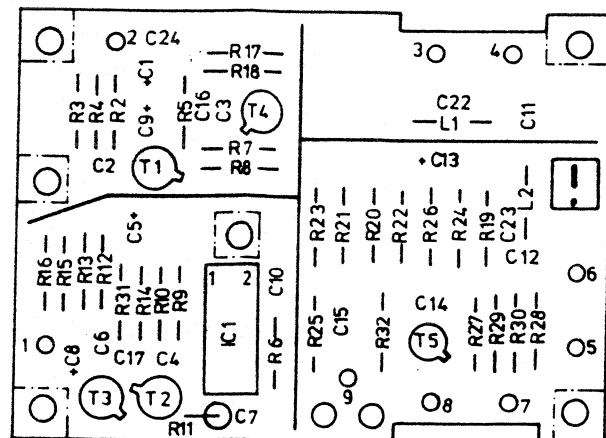 2 C24
R17
R18
3
4
R3
R4
R2
+C1
C9+
R5
C16
C3
T4
C22
L1
C11
C2
T1
R7
R8
+C13
R23
R21
R20
R22
R26
R24
R19
C23
L2
C12
C5+
R16
R15
R13
R12
R31
R14
R10
R9
1 2
IC1
C10
6
R25
C15
R32
C14
T5
R27
R29
R30
R28
5
1
+C8
C6
C17
C4
R6
T3
T2
R11
C7
9
8
7